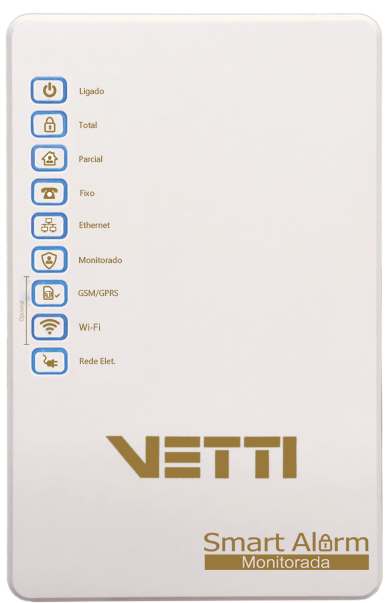 Ligado
Total
Parcial
Fixo
Ethernet
Monitorado
GSM/GPRS
Opcional
Wi-Fi
Rede Elet.
VETTI
Smart Alarm
Monitorada